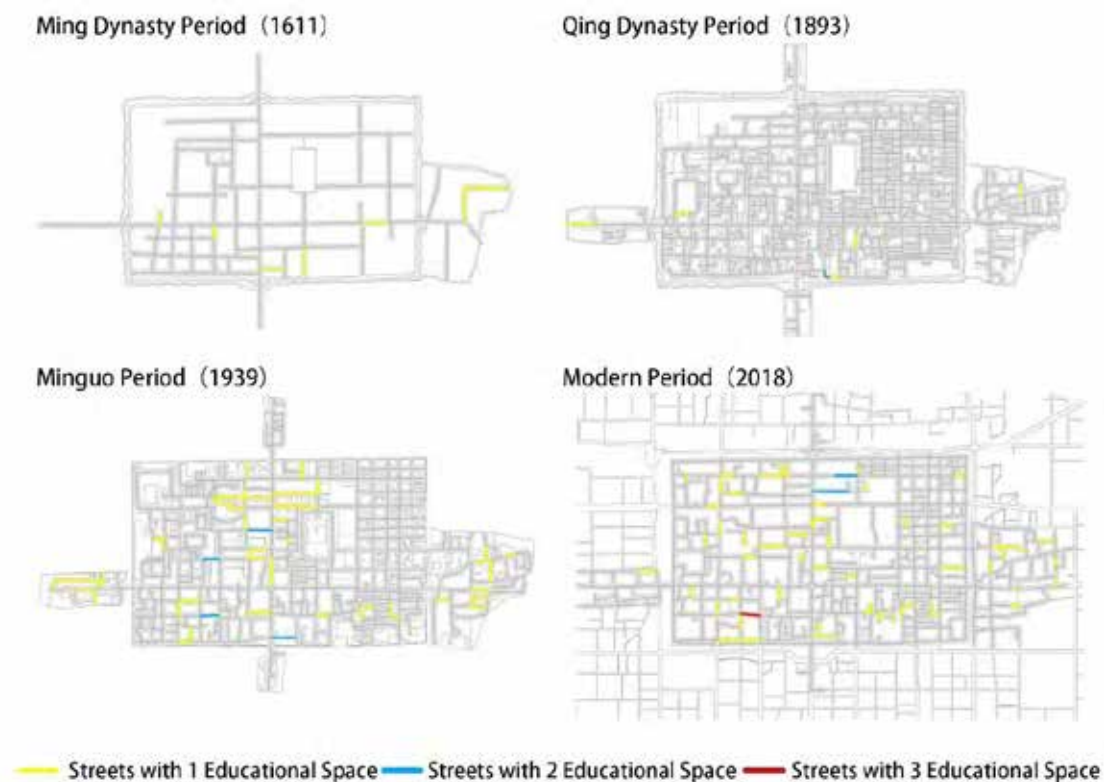 Ming Dynasty Period（1611）
Qing Dynasty Period（1893）
Minguo Period（1939）
Modern Period（2018）
Streets with 1 Educational Space
Streets with 2 Educational Space
Streets with 3 Educational Space